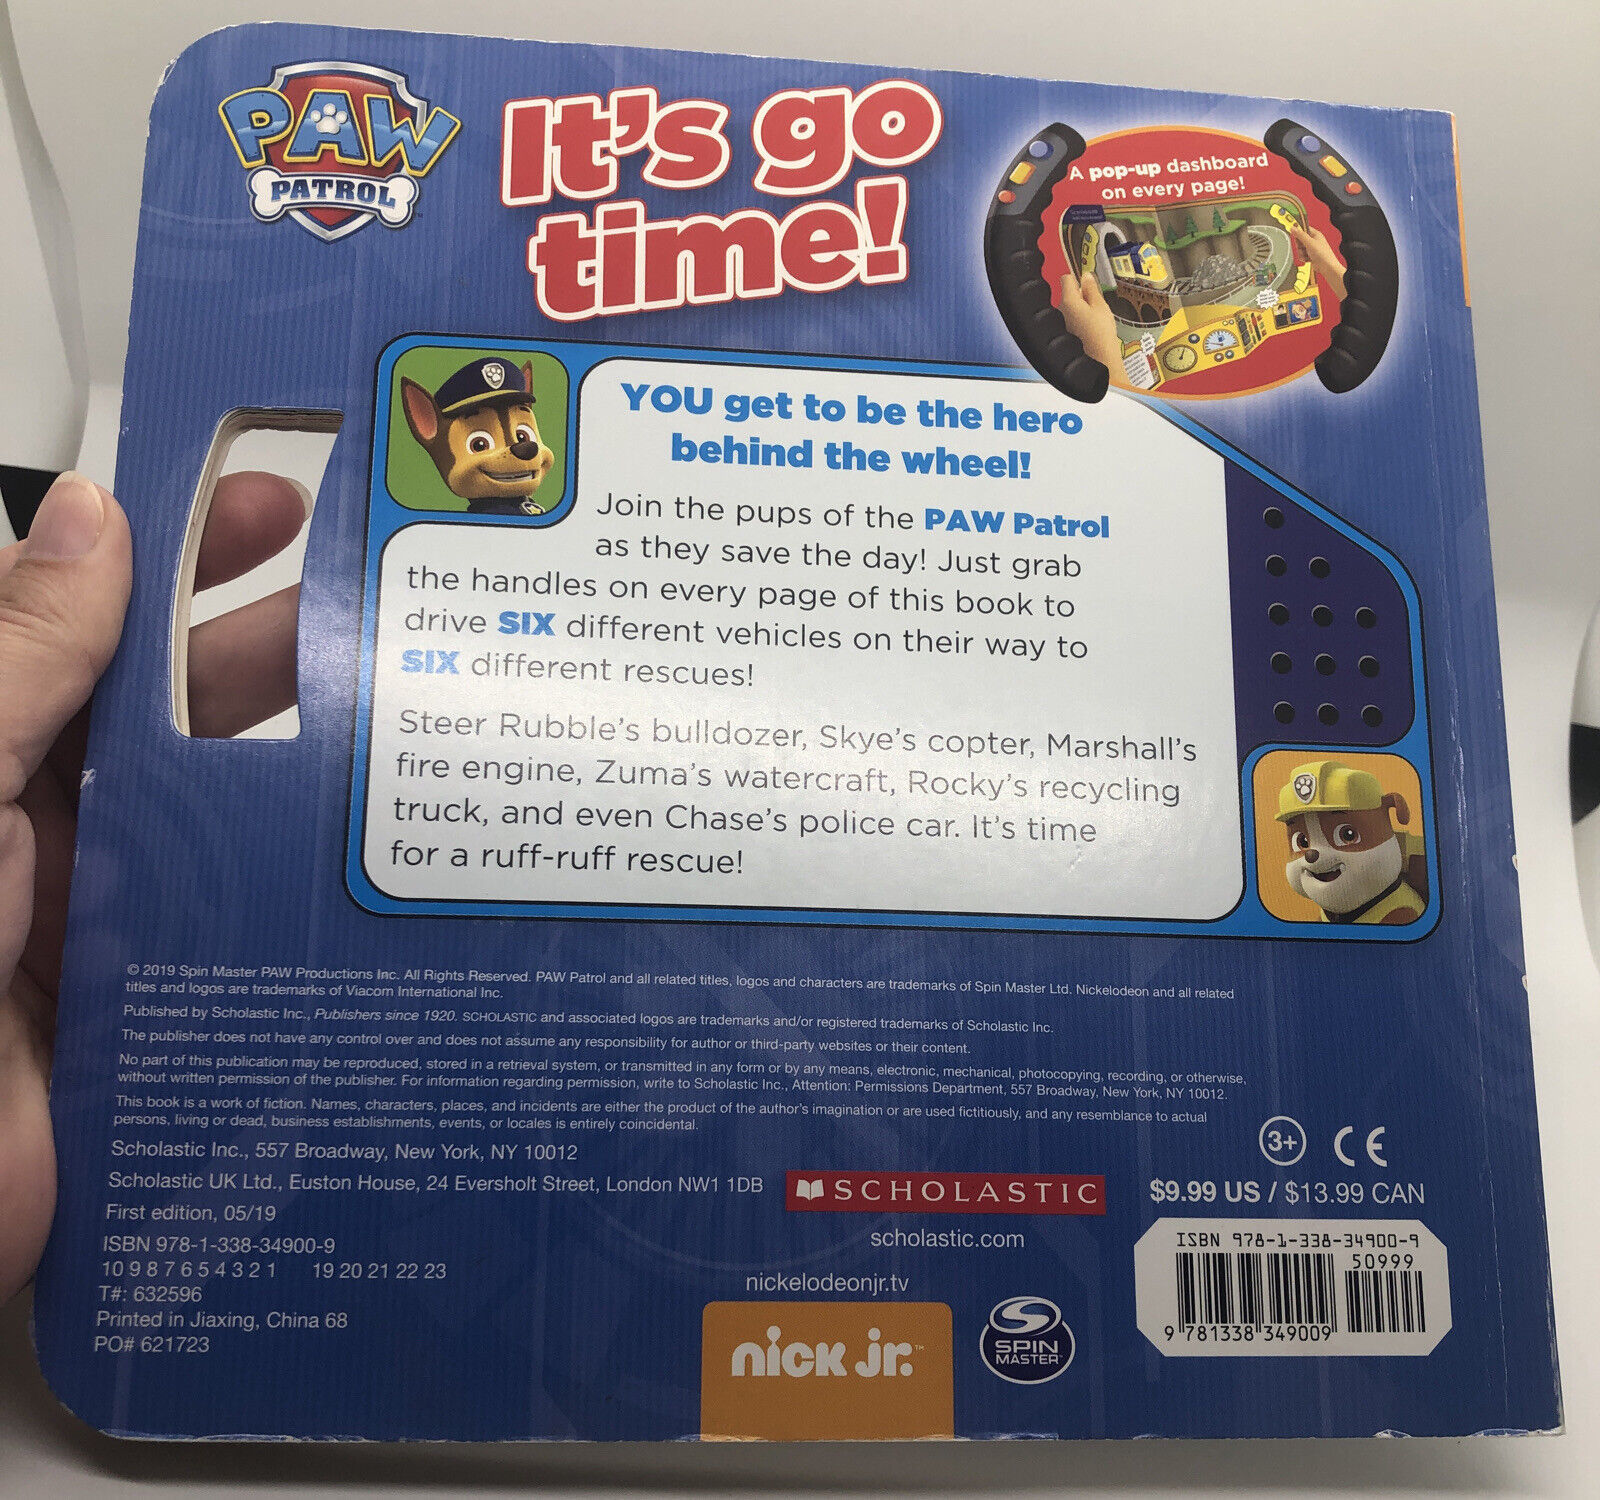 PAW
PATROL
It's go
time!
A pop-up dashboard
on every page!
YOU get to be the hero
behind the wheel!
Join the pups of the PAW Patrol
as they save the day! Just grab
the handles on every page of this book to
drive SIX different vehicles on their way to
SIX different rescues!
Steer Rubble's bulldozer, Skye's copter, Marshall's
fire engine, Zuma's watercraft, Rocky's recycling
truck, and even Chase's police car. It's time
for a ruff-ruff rescue!
© 2019 Spin Master PAW Productions Inc. All Rights Reserved. PAW Patrol and all related titles, logos and characters are trademarks of Spin Master Ltd. Nickelodeon and all related
titles and logos are trademarks of Viacom International Inc.
Published by Scholastic Inc., Publishers since 1920. SCHOLASTIC and associated logos are trademarks and/or registered trademarks of Scholastic Inc.
The publisher does not have any control over and does not assume any responsibility for author or third-party websites or their content.
No part of this publication may be reproduced, stored in a retrieval system, or transmitted in any form or by any means, electronic, mechanical, photocopying, recording, or otherwise,
without written permission of the publisher. For information regarding permission, write to Scholastic Inc., Attention: Permissions Department, 557 Broadway, New York, NY 10012.
This book is a work of fiction. Names, characters, places, and incidents are either the product of the author's imagination or are used fictitiously, and any resemblance to actual
persons, living or dead, business establishments, events, or locales is entirely coincidental.
Scholastic Inc., 557 Broadway, New York, NY 10012
Scholastic UK Ltd., Euston House, 24 Eversholt Street, London NW1 1DB
First edition, 05/19
ISBN 978-1-338-34900-9
10 9 8 7 6 5 4 3 2 1 19 20 21 22 23
T#: 632596
Printed in Jiaxing, China 68
PO# 621723
SCHOLASTIC
scholastic.com
nickelodeonjr.tv
nick jr.™
SPIN
MASTER™
3+ CE
$9.99 US / $13.99 CAN
ISBN 978-1-338-34900-9
50999
9 781338 349009